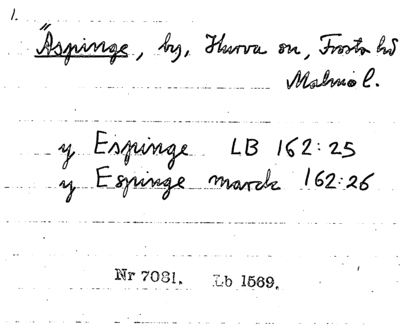 1.
Äspinge, by, Hurva sn, Frosta hd
Malmö l.
y Espinge LB 162:25
y Espinge marck 162:26
Nr 7081. Lb 1569.